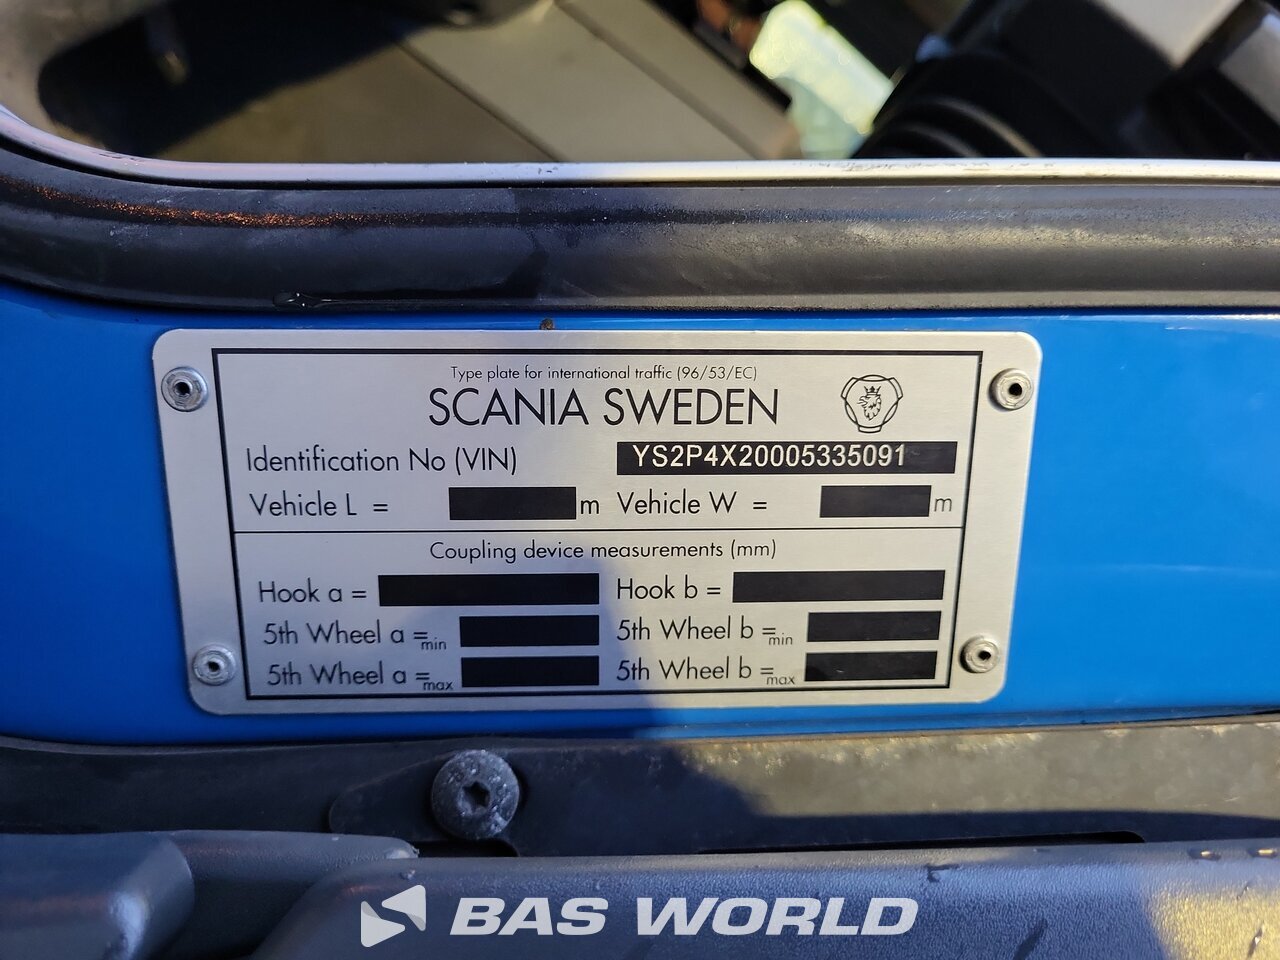 Type plate for international traffic (96/53/EC)
SCANIA SWEDEN
Identification No (VIN) YS2P4X20005335091
Vehicle L = m Vehicle W = m
Coupling device measurements (mm)
Hook a = Hook b =
5th Wheel a =min 5th Wheel b =min
5th Wheel a =max 5th Wheel b =max
BAS WORLD